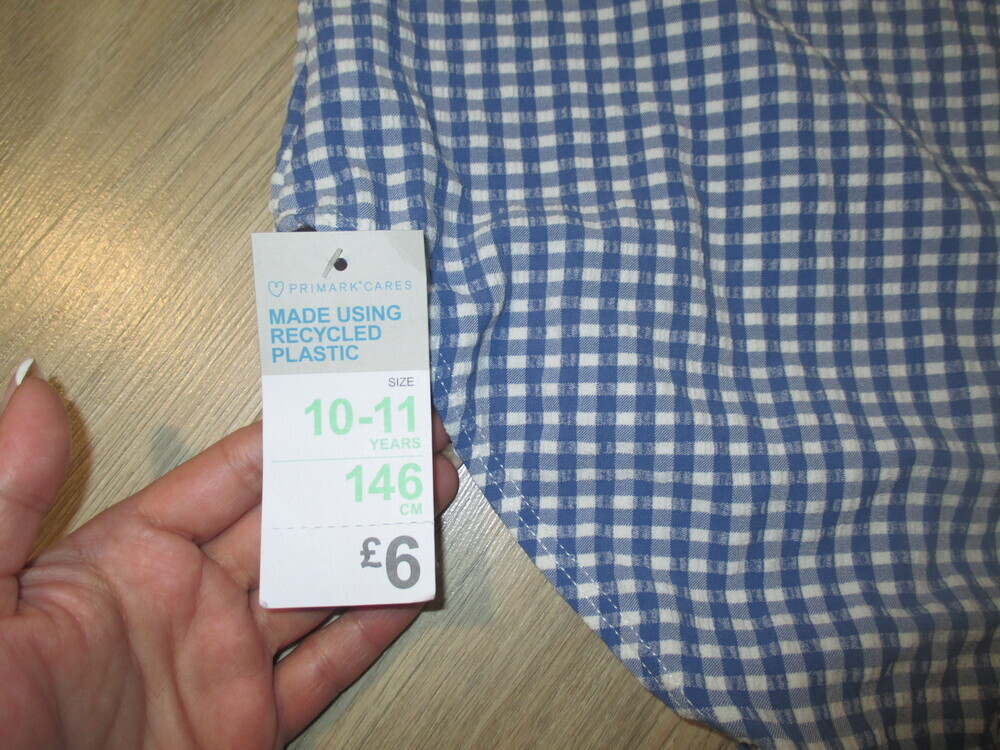 PRIMARK® CARES
MADE USING
RECYCLED
PLASTIC
SIZE
10-11
YEARS
146
CM
£6